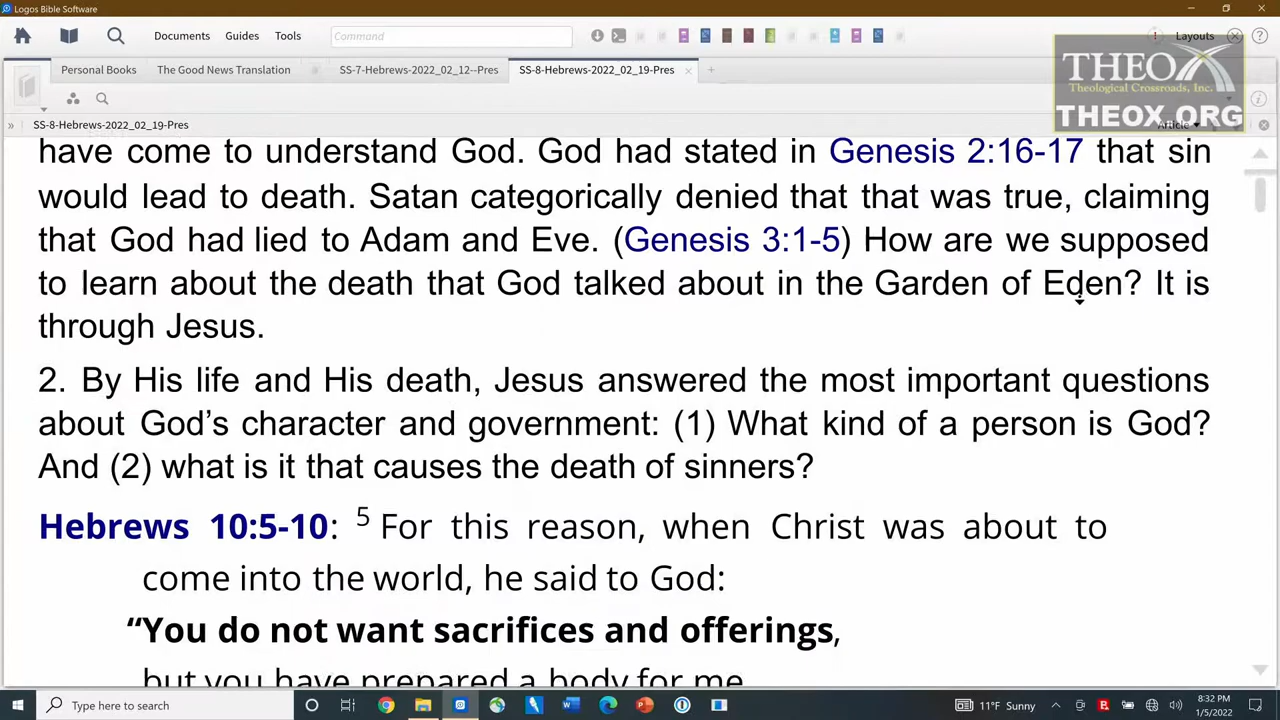 Logos Bible Software
Documents Guides Tools Command Layouts
THEOX
Theological Crossroads, Inc.
THEOX.ORG
Personal Books The Good News Translation SS-7-Hebrews-2022_02_12--Pres SS-8-Hebrews-2022_02_19-Pres
» SS-8-Hebrews-2022_02_19-Pres Article
have come to understand God. God had stated in Genesis 2:16-17 that sin
would lead to death. Satan categorically denied that that was true, claiming
that God had lied to Adam and Eve. (Genesis 3:1-5) How are we supposed
to learn about the death that God talked about in the Garden of Eden? It is
through Jesus.
2. By His life and His death, Jesus answered the most important questions
about God’s character and government: (1) What kind of a person is God?
And (2) what is it that causes the death of sinners?
Hebrews 10:5-10: 5 For this reason, when Christ was about to
come into the world, he said to God:
“You do not want sacrifices and offerings,
but you have prepared a body for me
Type here to search
11°F Sunny
8:32 PM
1/5/2022